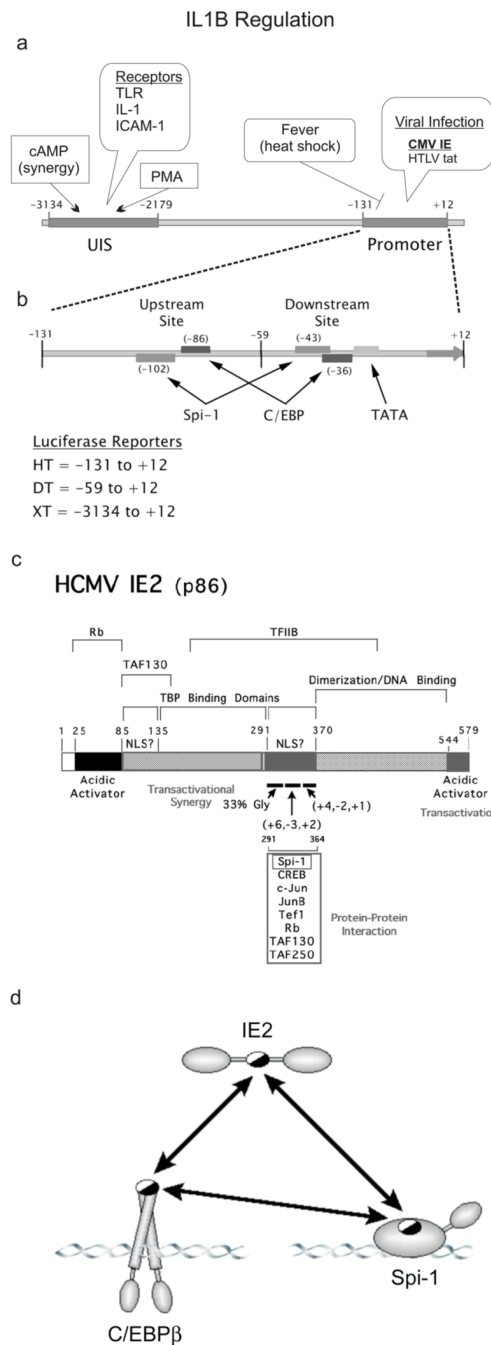 IL1B Regulation
a
Receptors
TLR
IL-1
ICAM-1
cAMP
(synergy)
PMA
Fever
(heat shock)
Viral Infection
CMV IE
HTLV tat
-3134
-2179
-131
+12
UIS
Promoter
b
Upstream
Site
Downstream
Site
-131
(-86)
-59
(-43)
+12
(-102)
(-36)
Spi-1
C/EBP
TATA
Luciferase Reporters
HT = -131 to +12
DT = -59 to +12
XT = -3134 to +12
c
HCMV IE2 (p86)
Rb
TFIIB
TAF130
Dimerization/DNA Binding
TBP Binding Domains
1
25
85
135
291
370
544
579
NLS?
NLS?
Acidic
Activator
Transactivational
Synergy
33% Gly
(+4,-2,+1)
(+6,-3,+2)
Acidic
Activator
Transactivatio
291
364
Spi-1
CREB
c-Jun
JunB
Tef1
Rb
TAF130
TAF250
Protein-Protein
Interaction
d
IE2
Spi-1
C/EBPβ